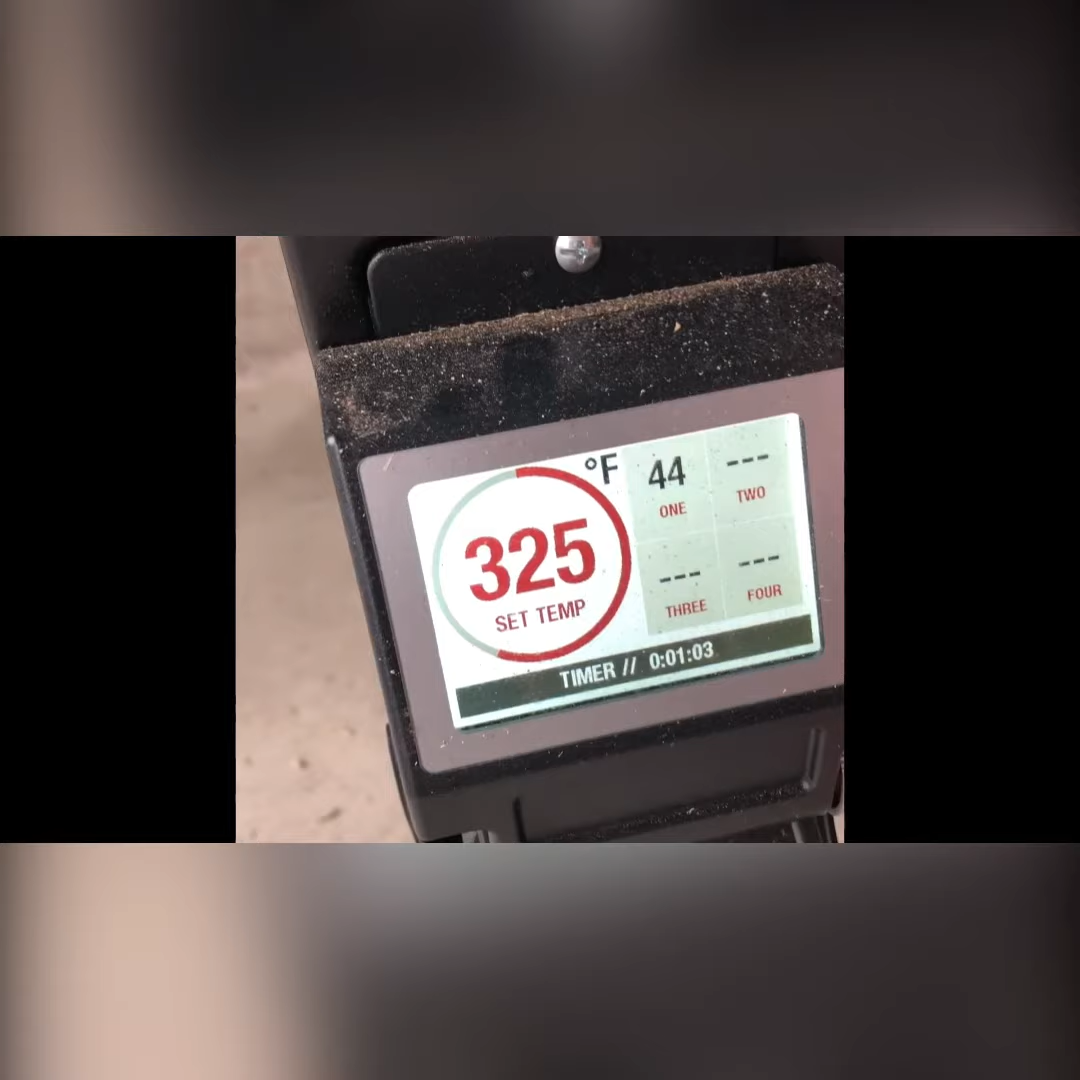 °F
325
SET TEMP
44
ONE
---
TWO
---
THREE
---
FOUR
TIMER // 0:01:03